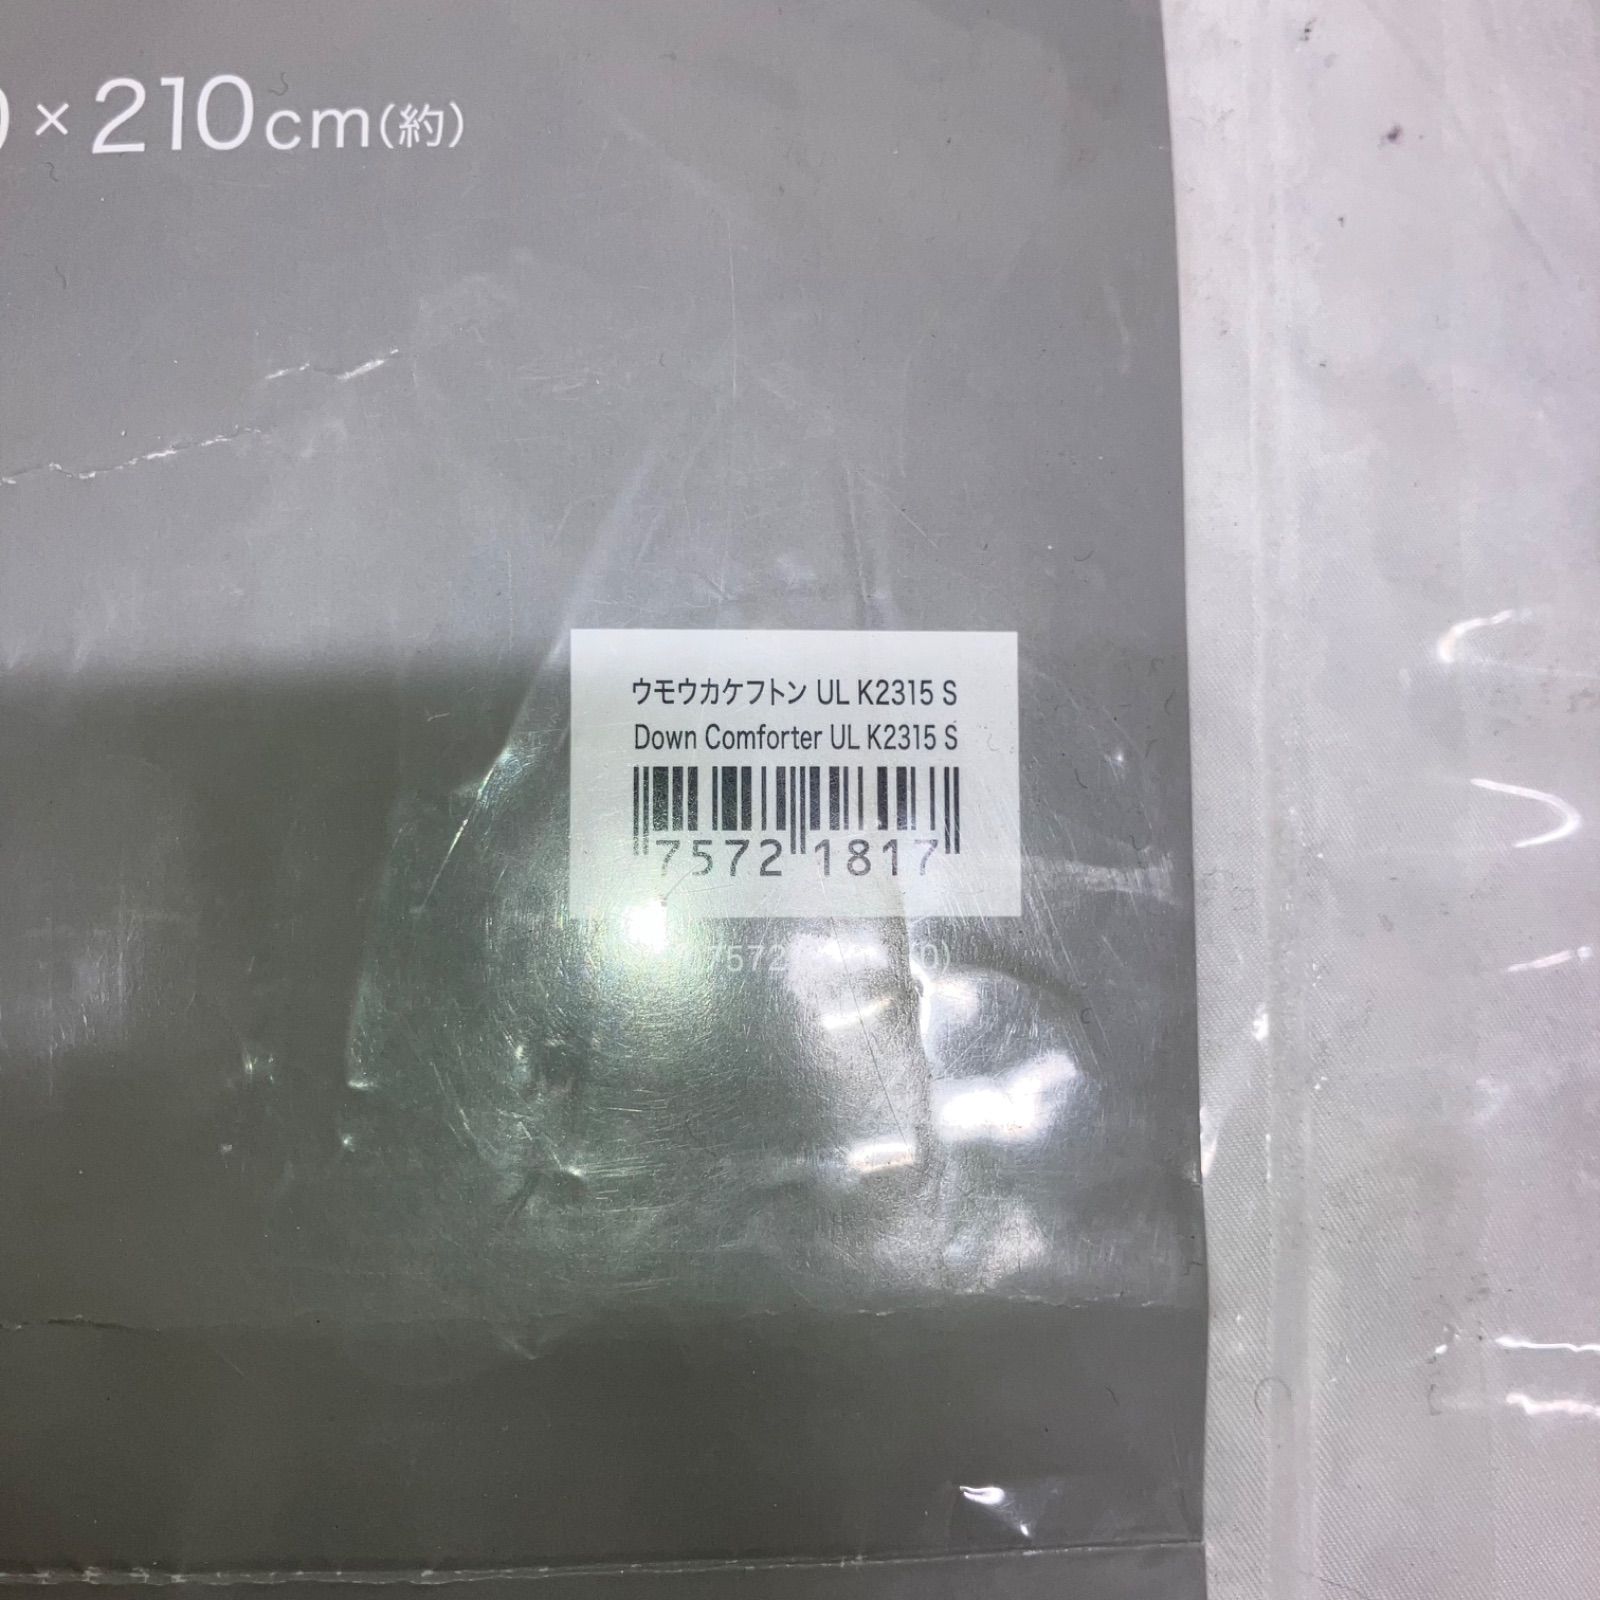 × 210cm(約)
ウモウカケフトン UL K2315 S
Down Comforter UL K2315 S
7572 1817